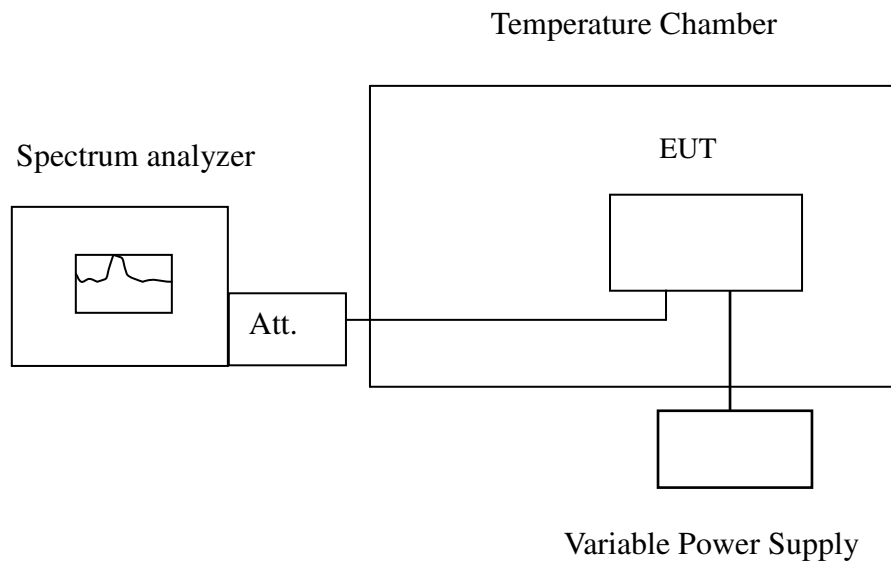 Temperature Chamber
Spectrum analyzer
EUT
Att.
Variable Power Supply